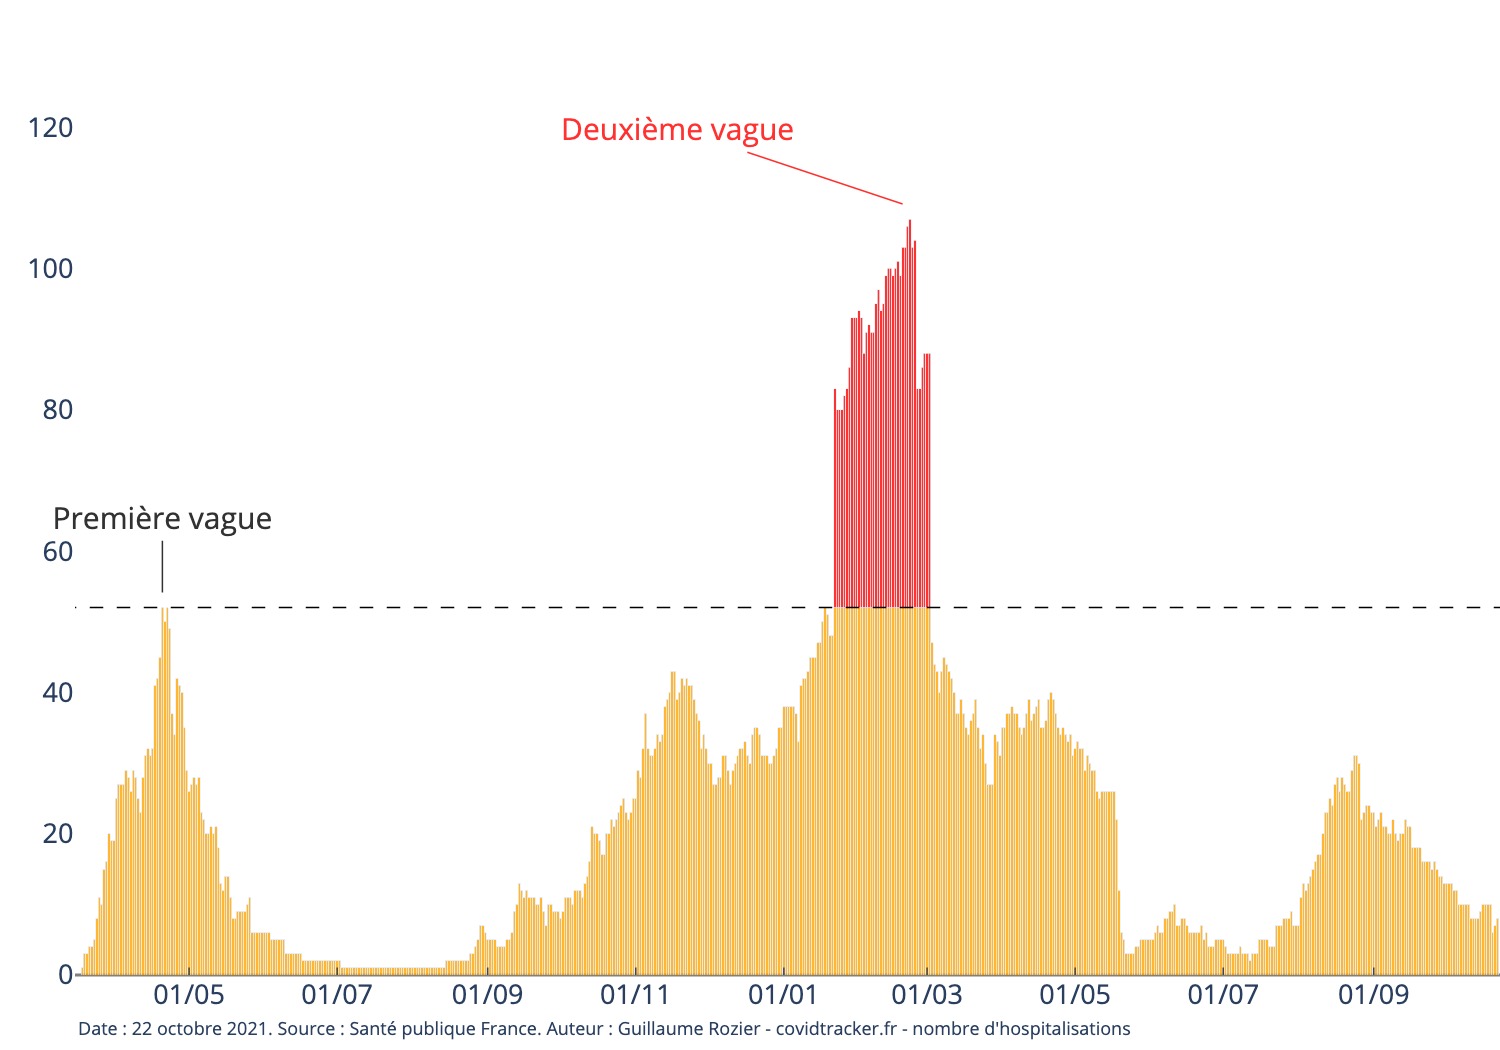 120
Deuxième vague
100
80
Première vague
60
40
20
0
01/05 01/07 01/09 01/11 01/01 01/03 01/05 01/07 01/09
Date : 22 octobre 2021. Source : Santé publique France. Auteur : Guillaume Rozier - covidtracker.fr - nombre d'hospitalisations